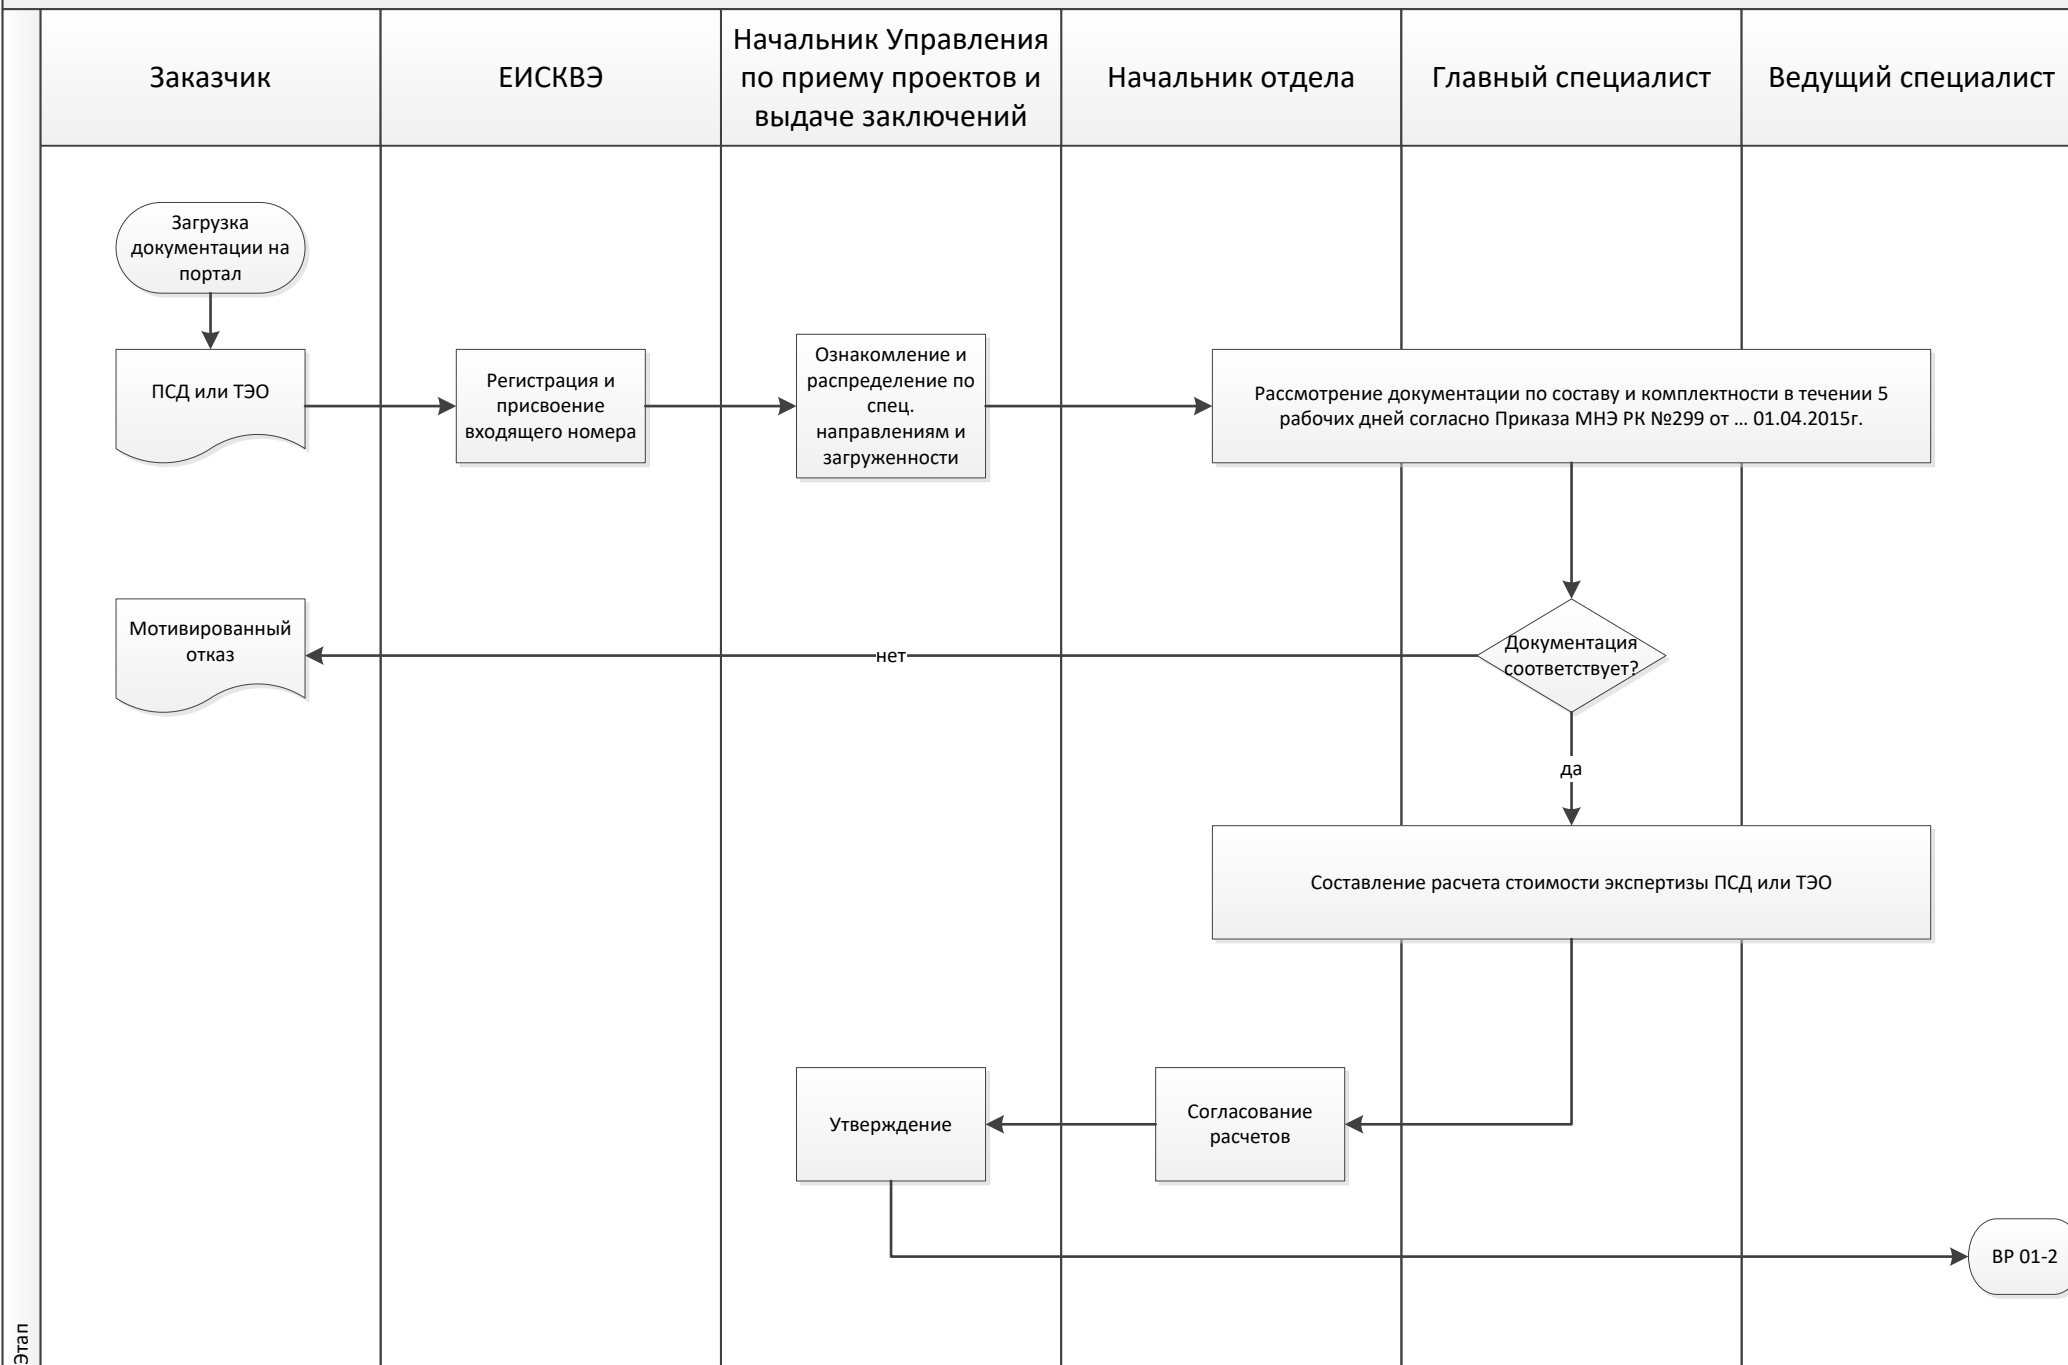 Заказчик
ЕИСКВЭ
Начальник Управления
по приему проектов и
выдаче заключений
Начальник отдела
Главный специалист
Ведущий специалист
Загрузка
документации на
портал
ПСД или ТЭО
Регистрация и
присвоение
входящего номера
Ознакомление и
распределение по
спец.
направлениям и
загруженности
Рассмотрение документации по составу и комплектности в течении 5
рабочих дней согласно Приказа МНЭ РК №299 от ... 01.04.2015г.
Мотивированный
отказ
нет
Документация
соответствует?
да
Составление расчета стоимости экспертизы ПСД или ТЭО
Утверждение
Согласование
расчетов
BP 01-2
Этап